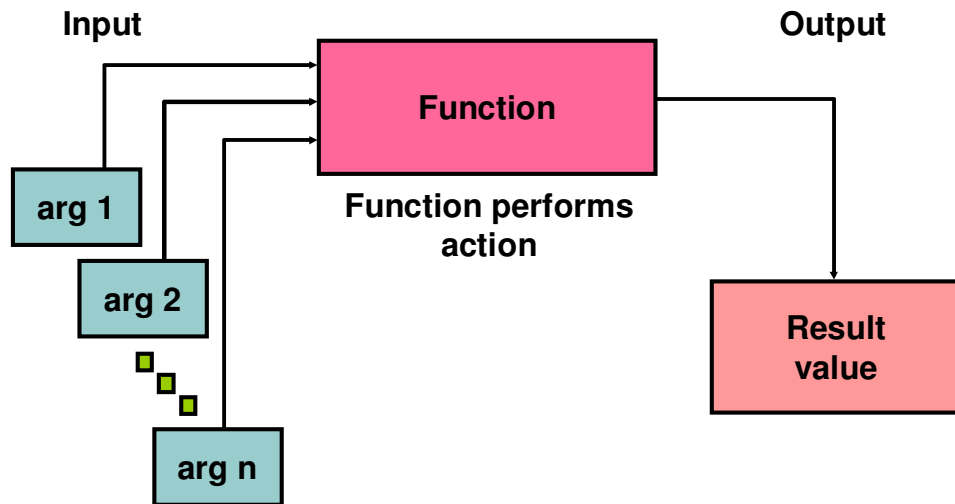 Input
Output
Function
Function performs
action
arg 1
arg 2
arg n
Result
value